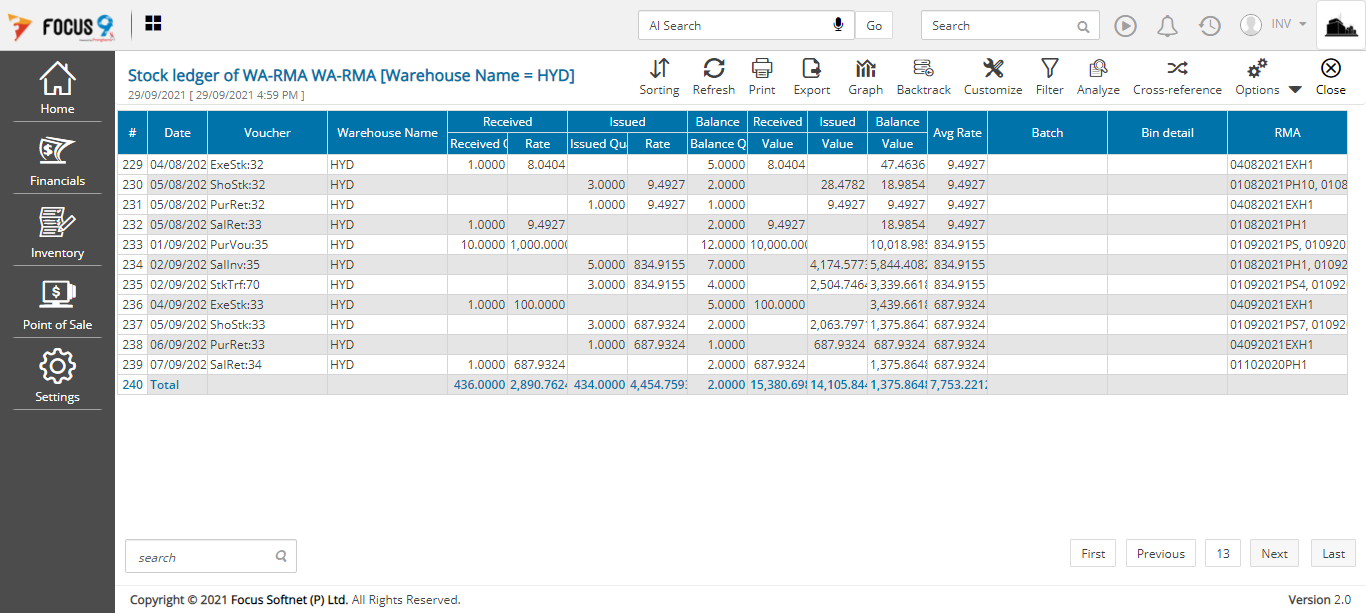 FOCUS 9
AI Search
Go
Search
INV
Home
Financials
Inventory
Point of Sale
Settings
Stock ledger of WA-RMA WA-RMA [Warehouse Name = HYD]
29/09/2021 [ 29/09/2021 4:59 PM ]
Sorting Refresh Print Export Graph Backtrack Customize Filter Analyze Cross-reference Options Close
# Date Voucher Warehouse Name Received Issued Balance Received Issued Balance Avg Rate Batch Bin detail RMA
Received Q Rate Issued Qu Rate Balance Q Value Value Value
229 04/08/202 ExeStk:32 HYD 1.0000 8.0404 5.0000 8.0404 47.4636 9.4927 04082021EXH1
230 05/08/202 ShoStk:32 HYD 3.0000 9.4927 2.0000 28.4782 18.9854 9.4927 01082021PH10, 0108
231 05/08/202 PurRet:32 HYD 1.0000 9.4927 1.0000 9.4927 9.4927 9.4927 04082021EXH1
232 05/08/202 SalRet:33 HYD 1.0000 9.4927 2.0000 9.4927 18.9854 9.4927 01082021PH1
233 01/09/202 PurVou:35 HYD 10.0000 1,000.0000 12.0000 10,000.000 10,018.985 834.9155 01092021PS, 010920
234 02/09/202 SalInv:35 HYD 5.0000 834.9155 7.0000 4,174.5773 5,844.4082 834.9155 01082021PH1, 01092
235 02/09/202 StkTrf:70 HYD 3.0000 834.9155 4.0000 2,504.7464 3,339.6618 834.9155 01092021PS4, 01092
236 04/09/202 ExeStk:33 HYD 1.0000 100.0000 5.0000 100.0000 3,439.6618 687.9324 04092021EXH1
237 05/09/202 ShoStk:33 HYD 3.0000 687.9324 2.0000 2,063.7971 1,375.8647 687.9324 01092021PS7, 01092
238 06/09/202 PurRet:33 HYD 1.0000 687.9324 1.0000 687.9324 687.9324 687.9324 04092021EXH1
239 07/09/202 SalRet:34 HYD 1.0000 687.9324 2.0000 687.9324 1,375.8648 687.9324 01102020PH1
240 Total 436.0000 2,890.7624 434.0000 4,454.7593 2.0000 15,380.698 14,105.844 1,375.8648 7,753.2212
search
First Previous 13 Next Last
Copyright © 2021 Focus Softnet (P) Ltd. All Rights Reserved.
Version 2.0